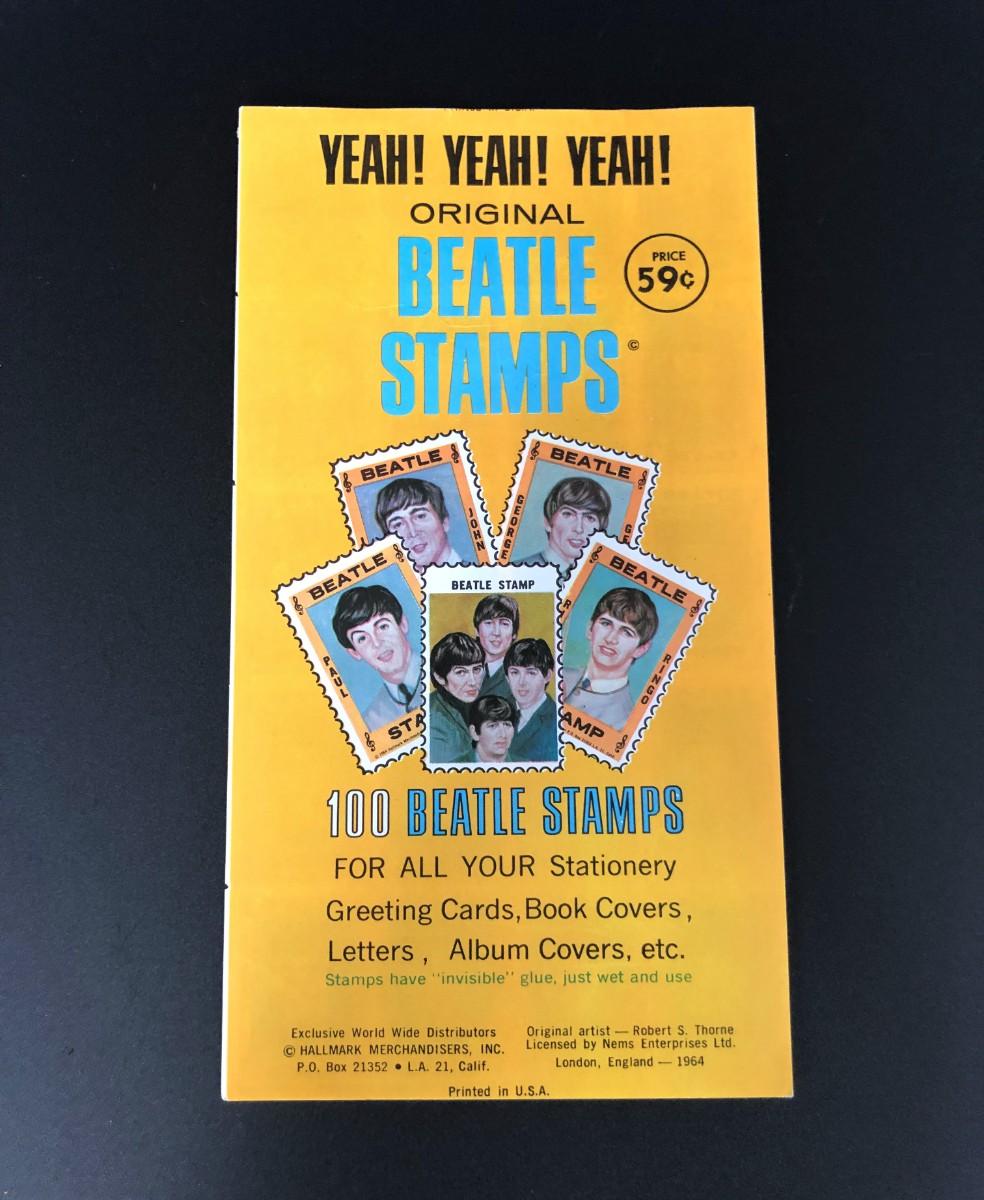 YEAH! YEAH! YEAH!
ORIGINAL
BEATLE
STAMPS©
PRICE
59¢
BEATLE
JOHN
BEATLE
GEORGE
GE
BEATLE
PAUL
STA
BEATLE STAMP
BEATLE
R
RINGO
AMP
100 BEATLE STAMPS
FOR ALL YOUR Stationery
Greeting Cards, Book Covers,
Letters, Album Covers, etc.
Stamps have "invisible" glue, just wet and use
Exclusive World Wide Distributors
© HALLMARK MERCHANDISERS, INC.
P.O. Box 21352 • L.A. 21, Calif.
Original artist — Robert S. Thorne
Licensed by Nems Enterprises Ltd.
London, England — 1964
Printed in U.S.A.